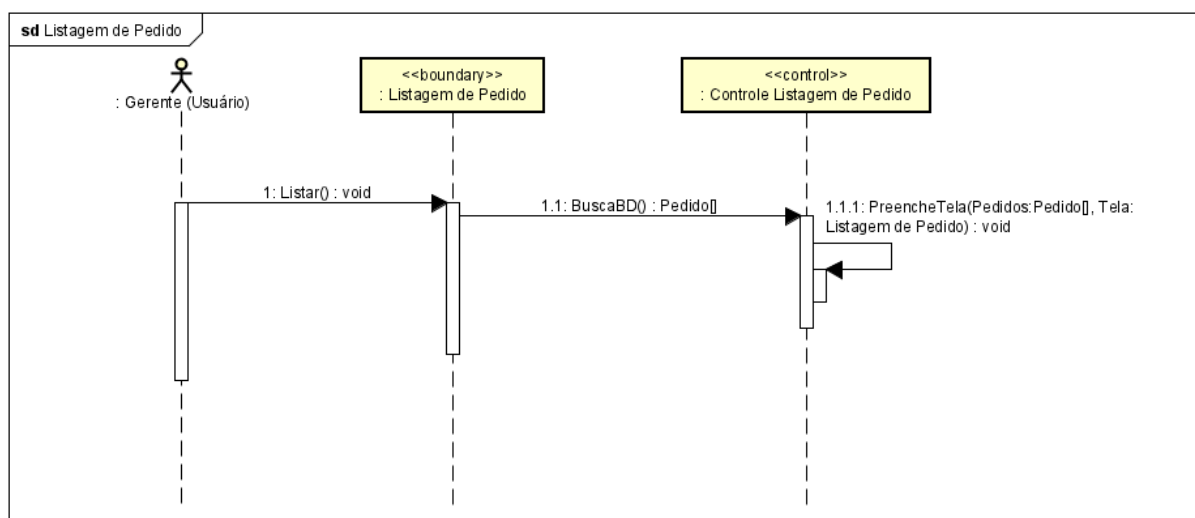 sd Listagem de Pedido
: Gerente (Usuário)
<<boundary>>
: Listagem de Pedido
<<control>>
: Controle Listagem de Pedido
1: Listar() : void
1.1: BuscaBD() : Pedido[]
1.1.1: PreencheTela(Pedidos:Pedido[], Tela:
Listagem de Pedido) : void